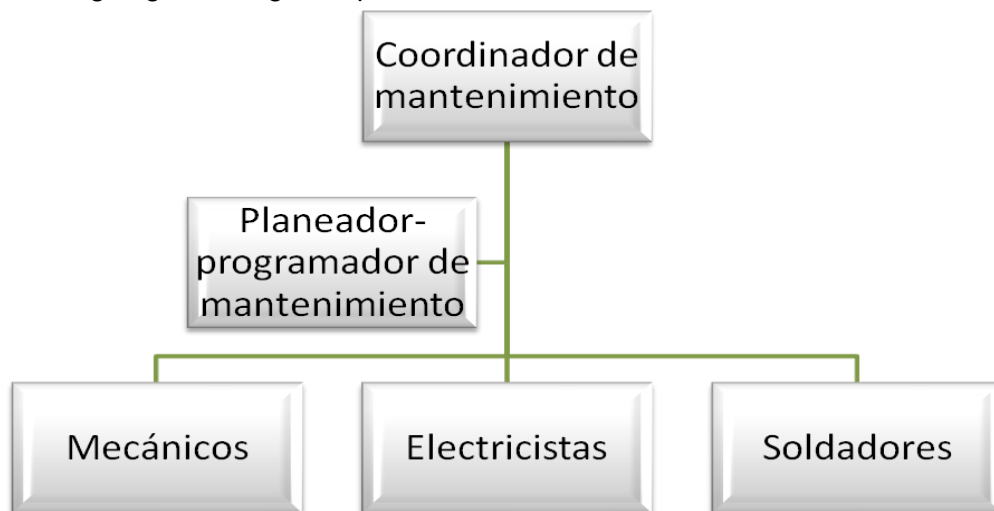 Coordinador de
mantenimiento
Planeador-
programador de
mantenimiento
Mecánicos
Electricistas
Soldadores